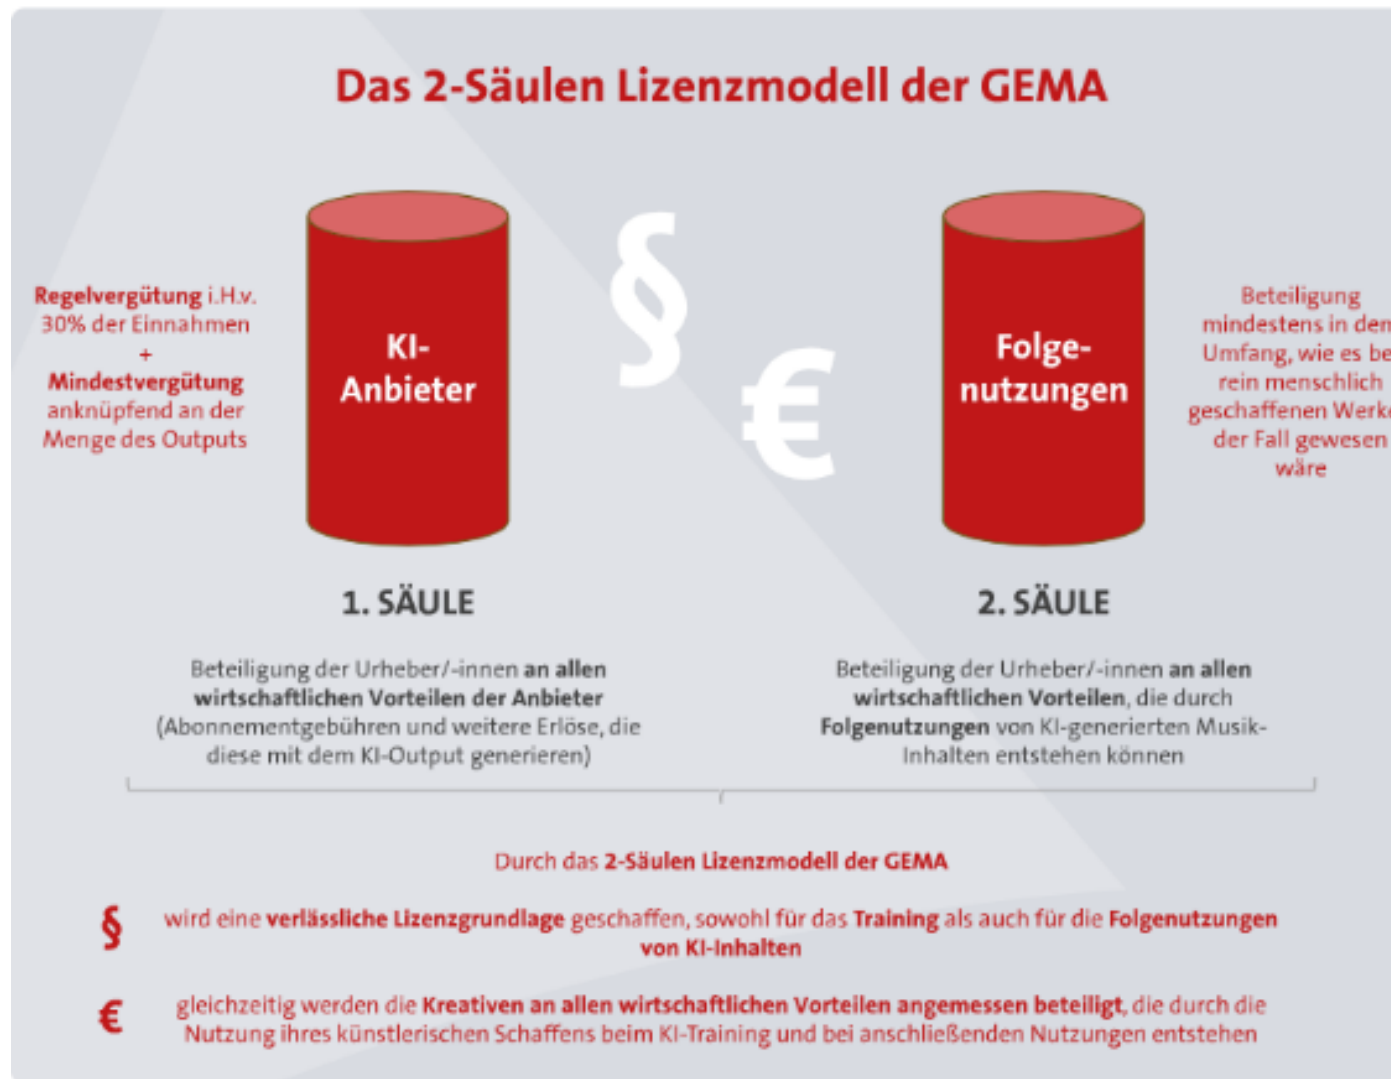 Das 2-Säulen Lizenzmodell der GEMA
Regelvergütung i.H.v.
30% der Einnahmen
+
Mindestvergütung
anknüpfend an der
Menge des Outputs
KI-
Anbieter
§
€
Folge-
nutzungen
Beteiligung
mindestens in dem
Umfang, wie es be
rein menschlich
geschaffenen Werke
der Fall gewesen
wäre
1. SÄULE
Beteiligung der Urheber/-innen an allen
wirtschaftlichen Vorteilen der Anbieter
(Abonnementgebühren und weitere Erlöse, die
diese mit dem KI-Output generieren)
2. SÄULE
Beteiligung der Urheber/-innen an allen
wirtschaftlichen Vorteilen, die durch
Folgenutzungen von KI-generierten Musik-
Inhalten entstehen können
Durch das 2-Säulen Lizenzmodell der GEMA
§ wird eine verlässliche Lizenzgrundlage geschaffen, sowohl für das Training als auch für die Folgenutzungen
von KI-Inhalten
€ gleichzeitig werden die Kreativen an allen wirtschaftlichen Vorteilen angemessen beteiligt, die durch die
Nutzung ihres künstlerischen Schaffens beim KI-Training und bei anschließenden Nutzungen entstehen